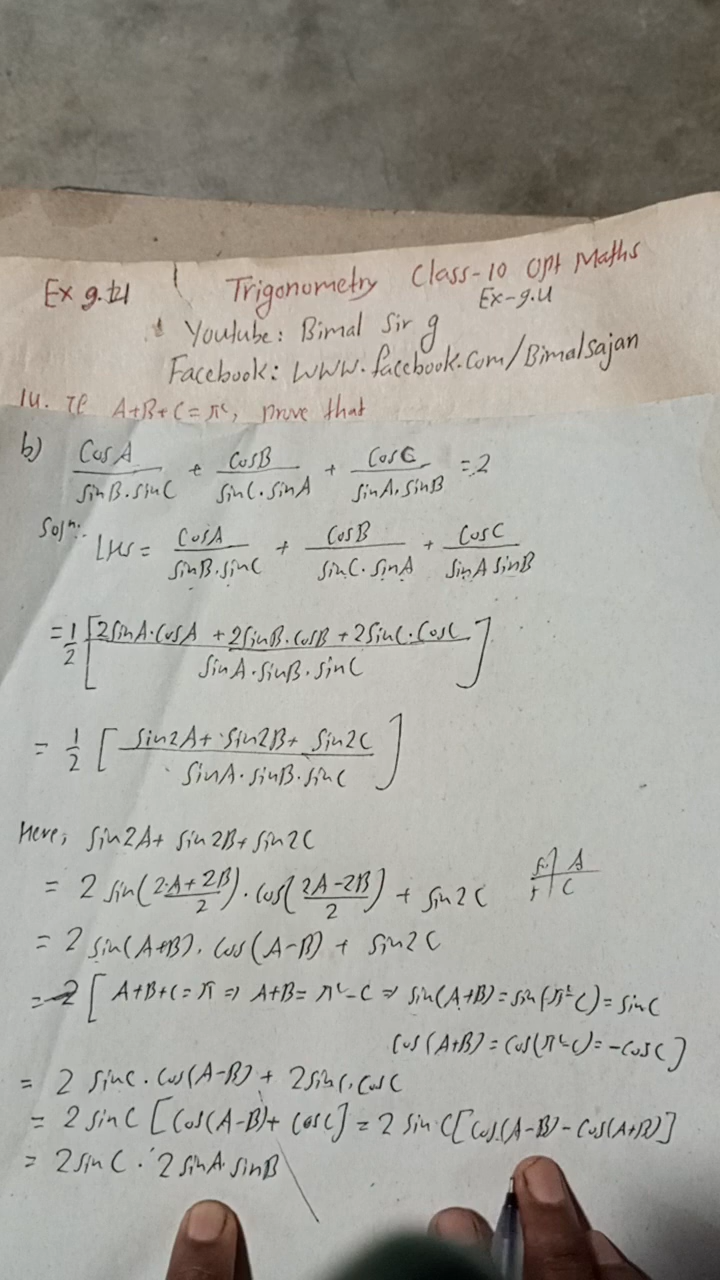 Ex 9.4 Trigonometry Class-10 Opt Maths
Ex-9.4
Youtube: Bimal Sir g
Facebook: www.facebook.com/Bimalsajan
14. If A+B+C=πᶜ, prove that
b) CosA/(sinB.sinC) + CosB/(sinC.sinA) + CosC/(sinA.sinB) = 2
Solⁿ:- LHS = CosA/(sinB.sinC) + CosB/(sinC.sinA) + CosC/(sinA sinB)
= 1/2 [(2sinA.cosA + 2sinB.cosB + 2sinC.cosC)/(sinA.sinB.sinC)]
= 1/2 [(sin2A + sin2B + sin2C)/(sinA.sinB.sinC)]
Here, sin2A + sin2B + sin2C
= 2 sin((2A+2B)/2).cos((2A-2B)/2) + sin2C
A
C
= 2 sin(A+B).cos(A-B) + sin2C
= [A+B+C=π ⇒ A+B=πᶜ-C ⇒ sin(A+B)=sin(πᶜ-C)=sinC
cos(A+B)=cos(πᶜ-C)=-cosC]
= 2 sinC.cos(A-B) + 2sinC.cosC
= 2 sinC [cos(A-B)+cosC] = 2 sinC[cos(A-B)-cos(A+B)]
= 2sinC . 2sinA.sinB